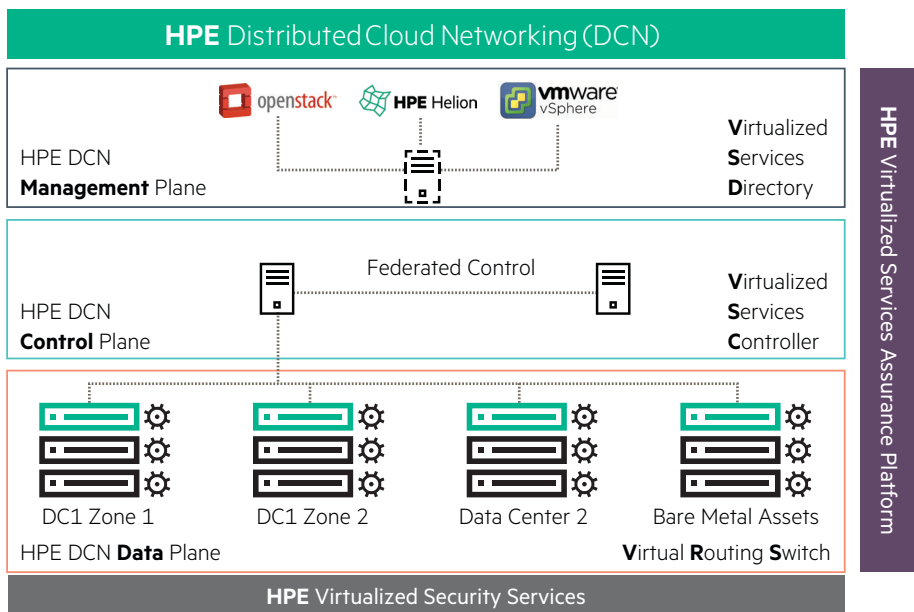 HPE Distributed Cloud Networking (DCN)
openstack
HPE Helion
vmware
vSphere
HPE DCN
Management Plane
Virtualized
Services
Directory
Federated Control
HPE DCN
Control Plane
Virtualized
Services
Controller
DC1 Zone 1
DC1 Zone 2
Data Center 2
Bare Metal Assets
HPE DCN Data Plane
Virtual Routing Switch
HPE Virtualized Security Services
HPE Virtualized Services Assurance Platform